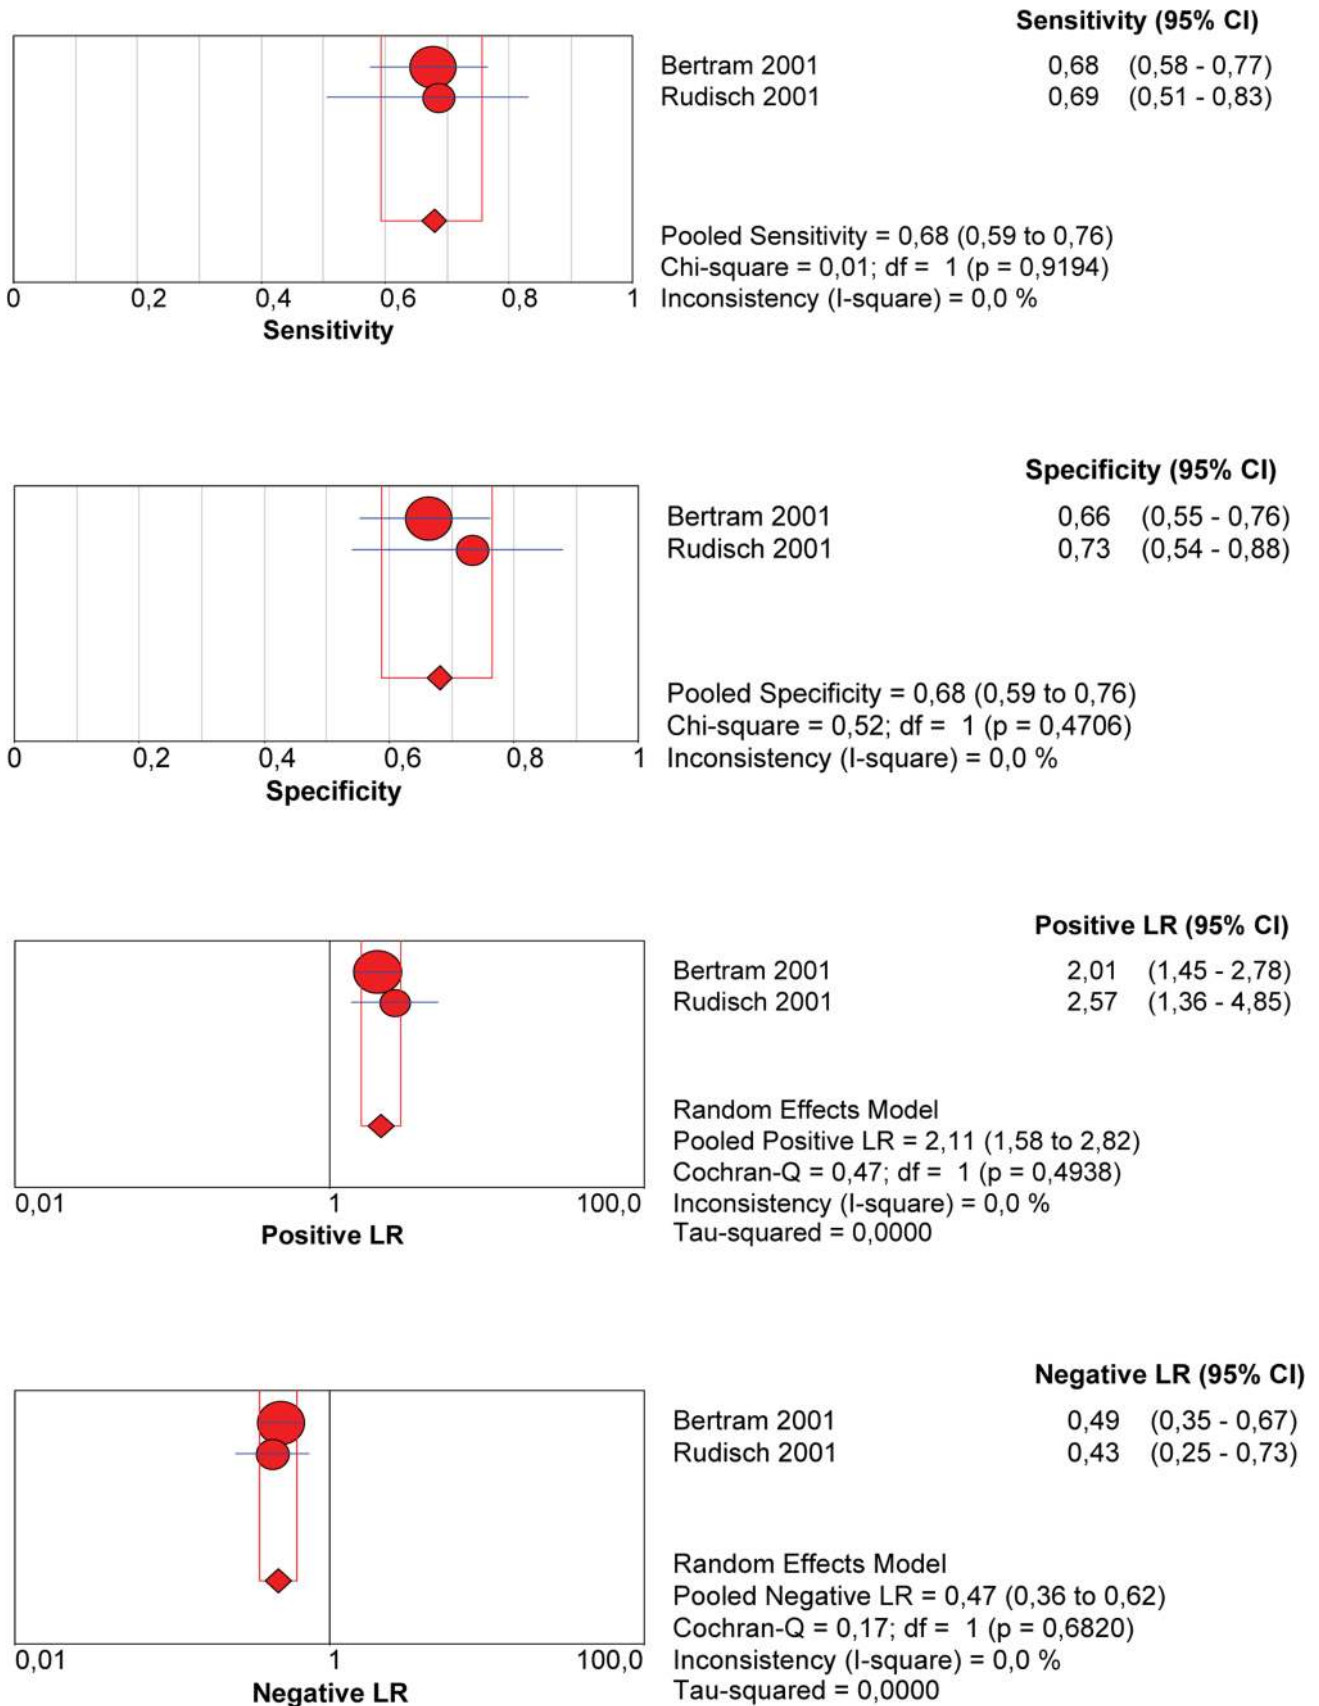 Sensitivity (95% CI)
Bertram 2001 0,68 (0,58 - 0,77)
Rudisch 2001 0,69 (0,51 - 0,83)
Pooled Sensitivity = 0,68 (0,59 to 0,76)
Chi-square = 0,01; df = 1 (p = 0,9194)
Inconsistency (I-square) = 0,0 %
0 0,2 0,4 0,6 0,8 1
Sensitivity
Specificity (95% CI)
Bertram 2001 0,66 (0,55 - 0,76)
Rudisch 2001 0,73 (0,54 - 0,88)
Pooled Specificity = 0,68 (0,59 to 0,76)
Chi-square = 0,52; df = 1 (p = 0,4706)
Inconsistency (I-square) = 0,0 %
0 0,2 0,4 0,6 0,8 1
Specificity
Positive LR (95% CI)
Bertram 2001 2,01 (1,45 - 2,78)
Rudisch 2001 2,57 (1,36 - 4,85)
Random Effects Model
Pooled Positive LR = 2,11 (1,58 to 2,82)
Cochran-Q = 0,47; df = 1 (p = 0,4938)
Inconsistency (I-square) = 0,0 %
Tau-squared = 0,0000
0,01 1 100,0
Positive LR
Negative LR (95% CI)
Bertram 2001 0,49 (0,35 - 0,67)
Rudisch 2001 0,43 (0,25 - 0,73)
Random Effects Model
Pooled Negative LR = 0,47 (0,36 to 0,62)
Cochran-Q = 0,17; df = 1 (p = 0,6820)
Inconsistency (I-square) = 0,0 %
Tau-squared = 0,0000
0,01 1 100,0
Negative LR